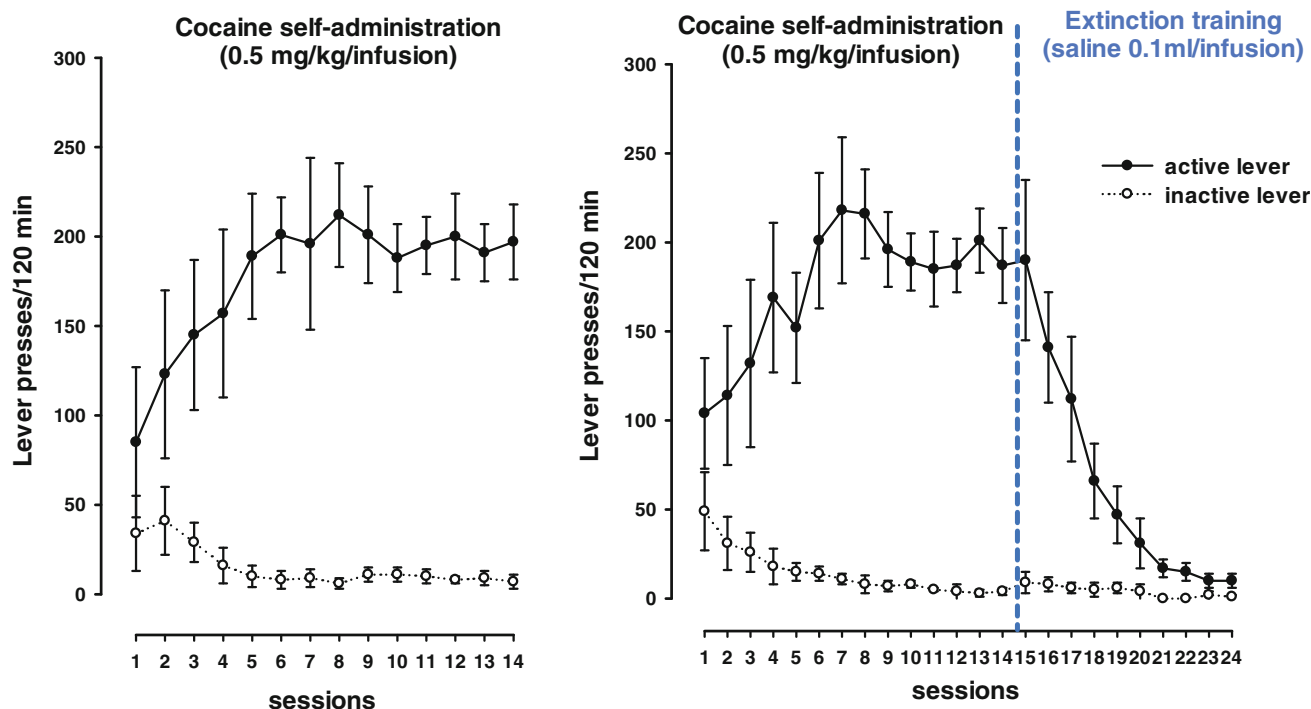 Cocaine self-administration
(0.5 mg/kg/infusion)
300
250
200
150
100
50
0
Lever presses/120 min
1 2 3 4 5 6 7 8 9 10 11 12 13 14
sessions
Cocaine self-administration
(0.5 mg/kg/infusion)
Extinction training
(saline 0.1ml/infusion)
300
250
200
150
100
50
0
Lever presses/120 min
active lever
inactive lever
1 2 3 4 5 6 7 8 9 10 11 12 13 14 15 16 17 18 19 20 21 22 23 24
sessions